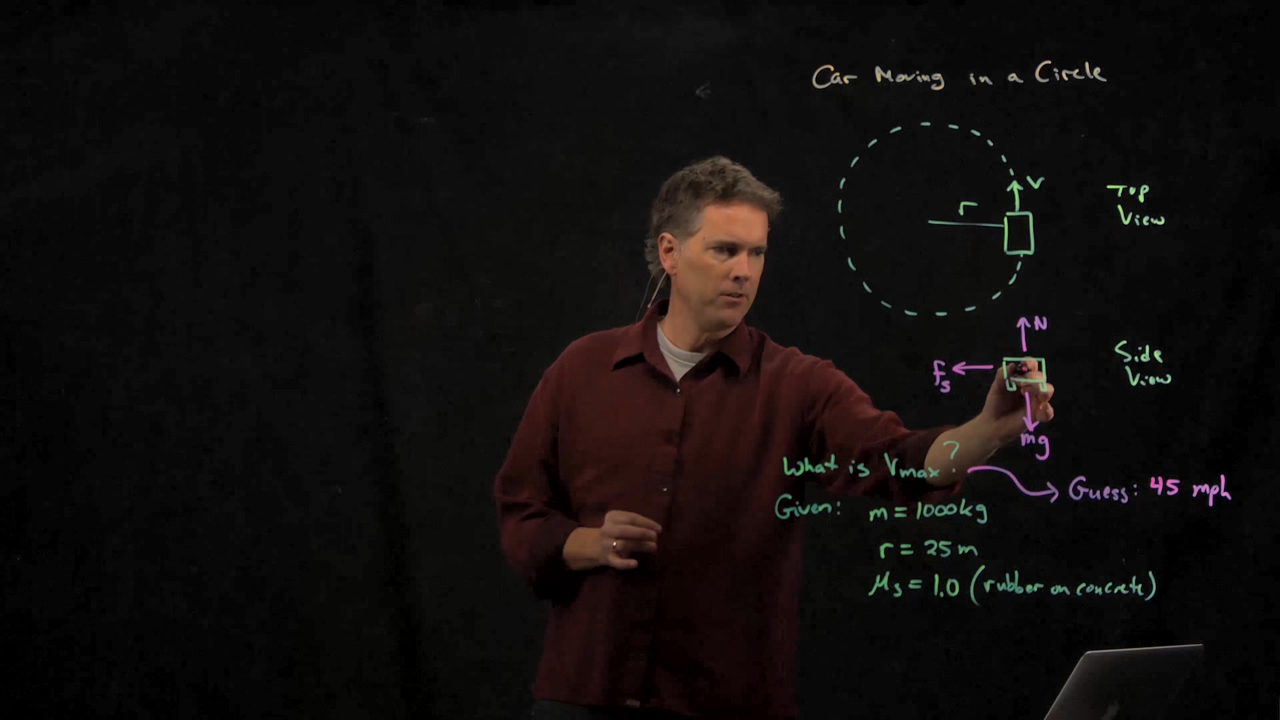 Car Moving in a Circle
v
r
Top
View
N
fs
Side
View
mg
What is Vmax?
Guess: 45 mph
Given: m = 1000kg
r = 25m
μs = 1.0 (rubber on concrete)